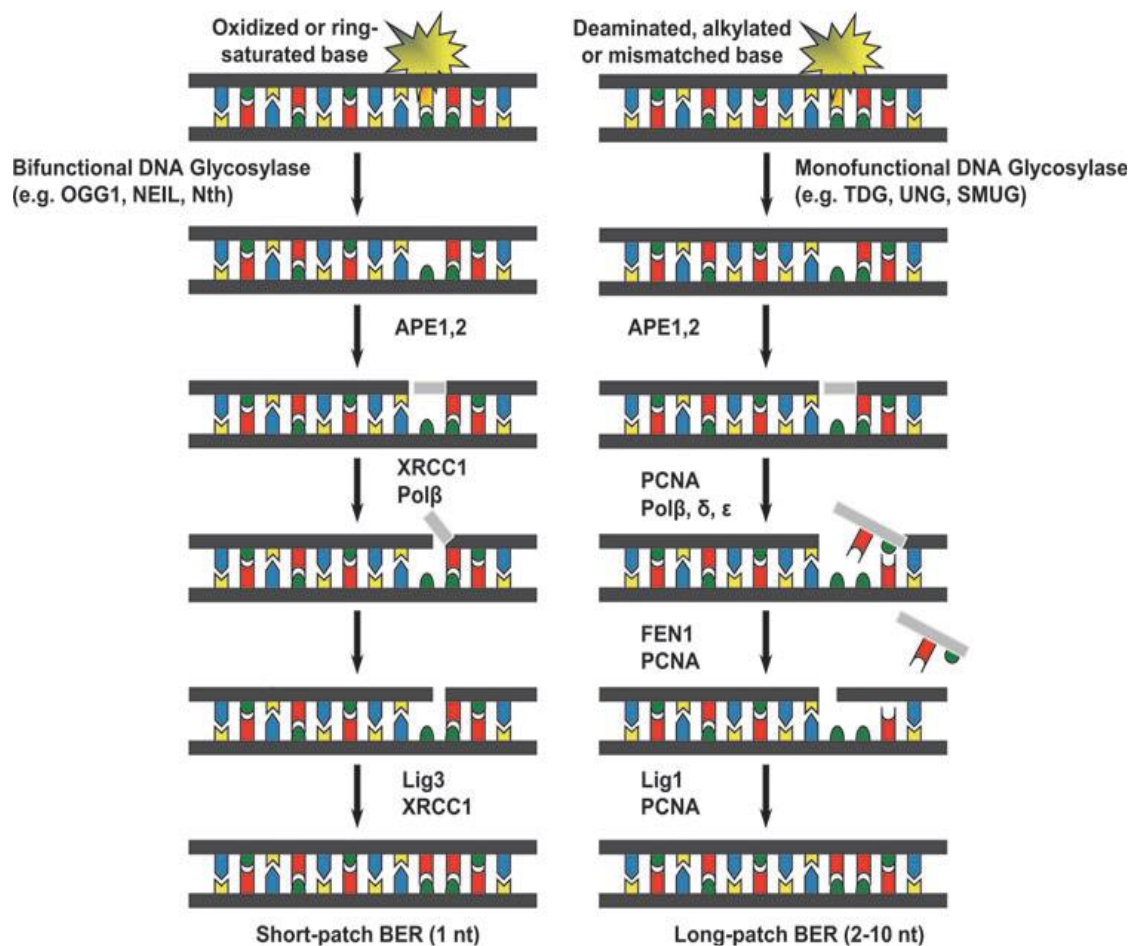 Oxidized or ring-
saturated base
Bifunctional DNA Glycosylase
(e.g. OGG1, NEIL, Nth)
APE1,2
XRCC1
Polβ
Lig3
XRCC1
Short-patch BER (1 nt)
Deaminated, alkylated
or mismatched base
Monofunctional DNA Glycosylase
(e.g. TDG, UNG, SMUG)
APE1,2
PCNA
Polβ, δ, ε
FEN1
PCNA
Lig1
PCNA
Long-patch BER (2-10 nt)